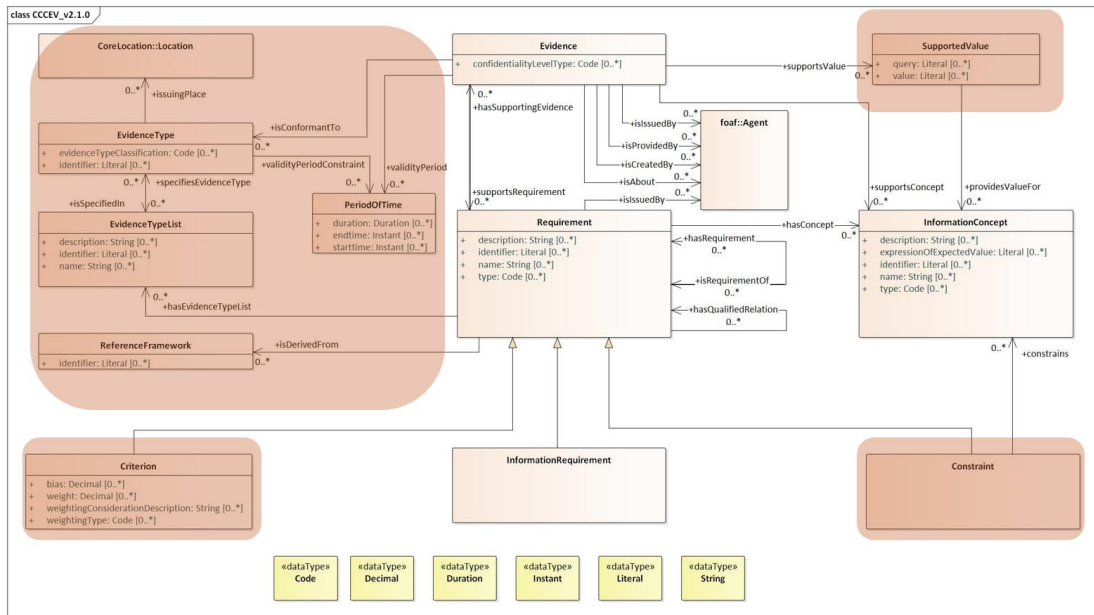 class CCCEV_v2.1.0
CoreLocation::Location
Evidence
+ confidentialityLevelType: Code [0..*]
SupportedValue
+ query: Literal [0..*]
+ value: Literal [0..*]
+supportsValue
0..*
0..*
+issuingPlace
0..*
+hasSupportingEvidence
+isConformantTo
0..*
EvidenceType
+ evidenceTypeClassification: Code [0..*]
+ identifier: Literal [0..*]
foaf::Agent
+isIssuedBy
0..*
+isProvidedBy
0..*
+isCreatedBy
0..*
+isAbout
0..*
+isIssuedBy
0..*
+validityPeriodConstraint
0..*
+validityPeriod
0..*
0..*
+specifiesEvidenceType
+isSpecifiedIn
0..*
+supportsRequirement
0..*
+supportsConcept
0..*
+providesValueFor
0..*
PeriodOfTime
+ duration: Duration [0..*]
+ endtime: Instant [0..*]
+ starttime: Instant [0..*]
EvidenceTypeList
+ description: String [0..*]
+ identifier: Literal [0..*]
+ name: String [0..*]
Requirement
+ description: String [0..*]
+ identifier: Literal [0..*]
+ name: String [0..*]
+ type: Code [0..*]
+hasConcept
0..*
InformationConcept
+ description: String [0..*]
+ expressionOfExpectedValue: Literal [0..*]
+ identifier: Literal [0..*]
+ name: String [0..*]
+ type: Code [0..*]
+hasRequirement
0..*
+isRequirementOf
0..*
+hasQualifiedRelation
0..*
0..*
+hasEvidenceTypeList
ReferenceFramework
+ identifier: Literal [0..*]
+isDerivedFrom
0..*
0..*
+constrains
Criterion
+ bias: Decimal [0..*]
+ weight: Decimal [0..*]
+ weightingConsiderationDescription: String [0..*]
+ weightingType: Code [0..*]
InformationRequirement
Constraint
«dataType»
Code
«dataType»
Decimal
«dataType»
Duration
«dataType»
Instant
«dataType»
Literal
«dataType»
String